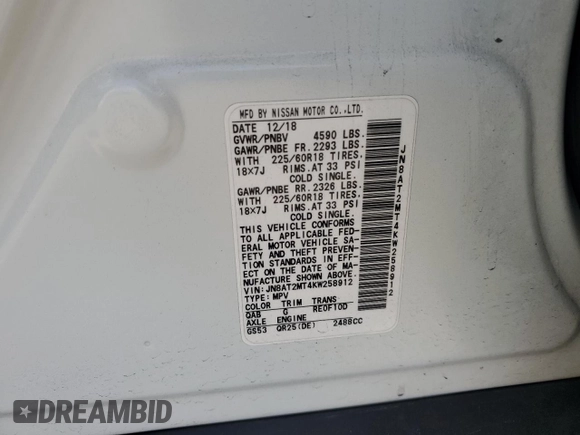 MFD BY NISSAN MOTOR CO.,LTD.
DATE 12/18
GVWR/PNBV 4590 LBS.
GAWR/PNBE FR. 2293 LBS.
WITH 225/60R18 TIRES.
18×7J RIMS.AT 33 PSI
COLD SINGLE.
GAWR/PNBE RR. 2326 LBS.
WITH 225/60R18 TIRES.
18×7J RIMS.AT 33 PSI
COLD SINGLE.
THIS VEHICLE CONFORMS
TO ALL APPLICABLE FED-
ERAL MOTOR VEHICLE SA-
FETY AND THEFT PREVEN-
TION STANDARDS IN EFF-
ECT ON THE DATE OF MA-
NUFACTURE SHOWN ABOVE.
VIN: JN8AT2MT4KW258912
TYPE: MPV
COLOR TRIM TRANS
QAB G RE0F10D
AXLE ENGINE
GS53 QR25(DE) 2488CC
JN8AT2MT4KW258912
DREAMBID